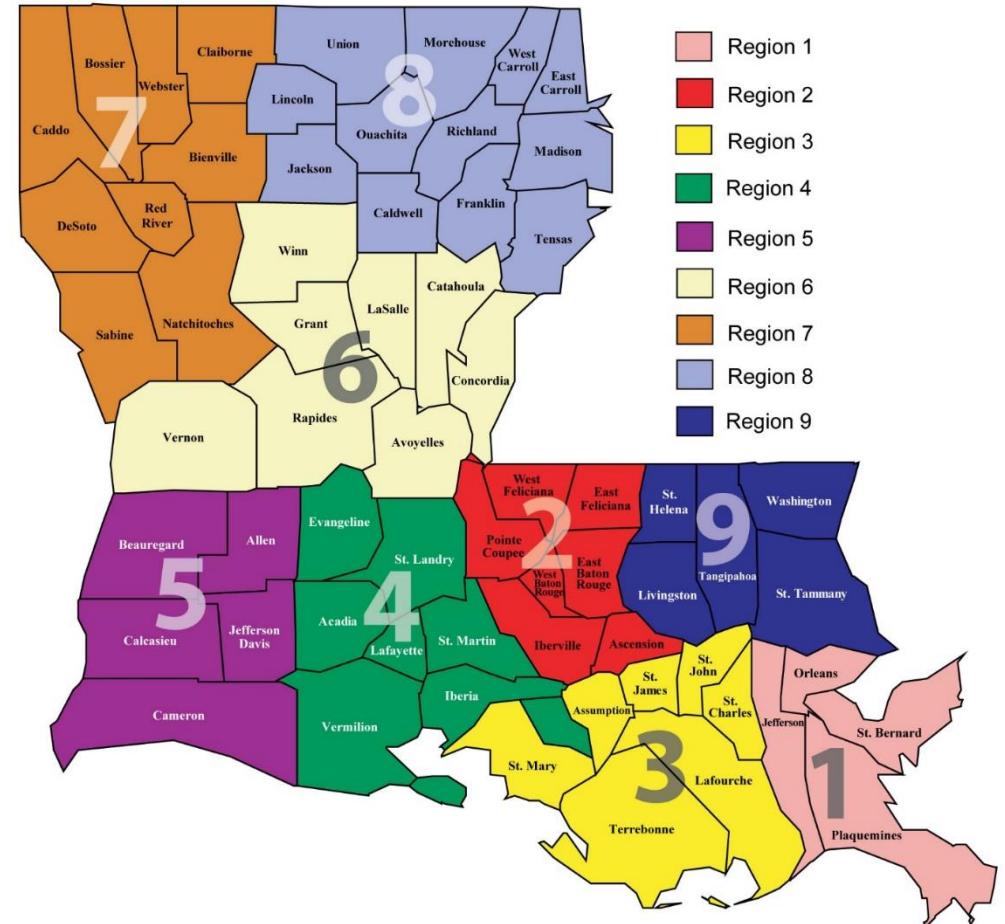 Union
Morehouse
Claiborne
Bossier
West
Carroll
Webster
East
Carroll
Region 1
Region 2
Region 3
Region 4
Region 5
Region 6
Region 7
Region 8
Region 9
7
8
Lincoln
Caddo
Ouachita
Richland
Bienville
Madison
Jackson
Red
River
Caldwell
Franklin
DeSoto
Tensas
Winn
Catahoula
LaSalle
Natchitoches
Grant
Sabine
6
Concordia
Rapides
Vernon
Avoyelles
West
Feliciana
East
Feliciana
St.
Helena
Washington
Evangeline
2
9
Beauregard
Allen
Pointe
Coupee
St. Landry
East
Baton
Rouge
West
Baton
Rouge
Tangipahoa
5
4
Livingston
St. Tammany
Acadia
Calcasieu
Jefferson
Davis
St. Martin
Lafayette
Iberville
Ascension
St.
John
St.
James
Orleans
Iberia
Cameron
Vermilion
Assumption
St.
Charles
Jefferson
St. Bernard
St. Mary
3
1
Lafourche
Terrebonne
Plaquemines